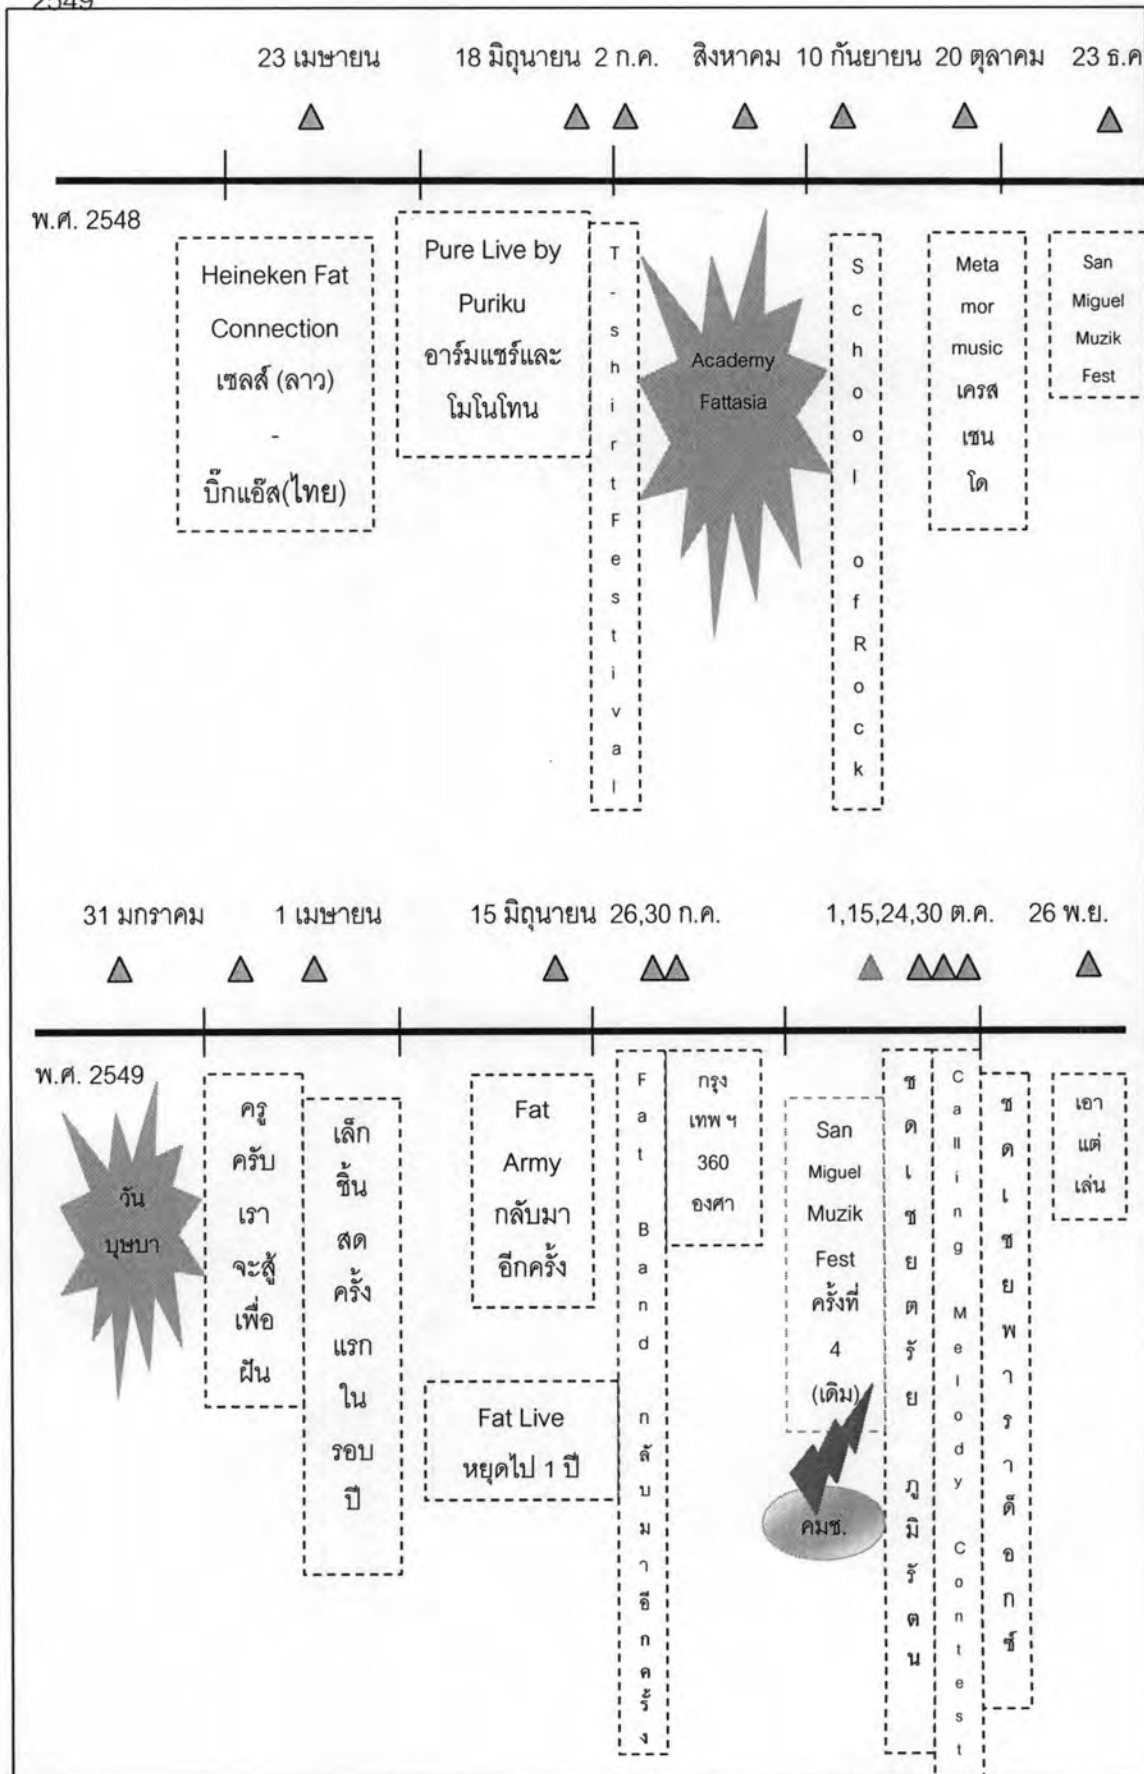 2549
23 เมษายน 18 มิถุนายน 2 ก.ค. สิงหาคม 10 กันยายน 20 ตุลาคม 23 ธ.ค
พ.ศ. 2548
Heineken Fat
Connection
เซลส์ (ลาว)
-
บิ๊กแอ๊ส(ไทย)
Pure Live by
Puriku
อาร์มแชร์และ
โมโนโทน
T-shirt Festival
Academy
Fattasia
School of Rock
Meta
mor
music
เครส
เชน
โด
San
Miguel
Muzik
Fest
31 มกราคม 1 เมษายน 15 มิถุนายน 26,30 ก.ค. 1,15,24,30 ต.ค. 26 พ.ย.
พ.ศ. 2549
วัน
บุษบา
ครู
ครับ
เรา
จะสู้
เพื่อ
ฝัน
เล็ก
ชิ้น
สด
ครั้ง
แรก
ใน
รอบ
ปี
Fat
Army
กลับมา
อีกครั้ง
Fat Live
หยุดไป 1 ปี
Fat Band กลับมาอีกครั้ง
กรุง
เทพ ฯ
360
องศา
San
Miguel
Muzik
Fest
ครั้งที่
4
(เดิม)
คมช.
ชดเชยตรัย ภูมิรัตน
Calling Melody Contest
ชดเชยพาราด็อกซ์
เอา
แต่
เล่น